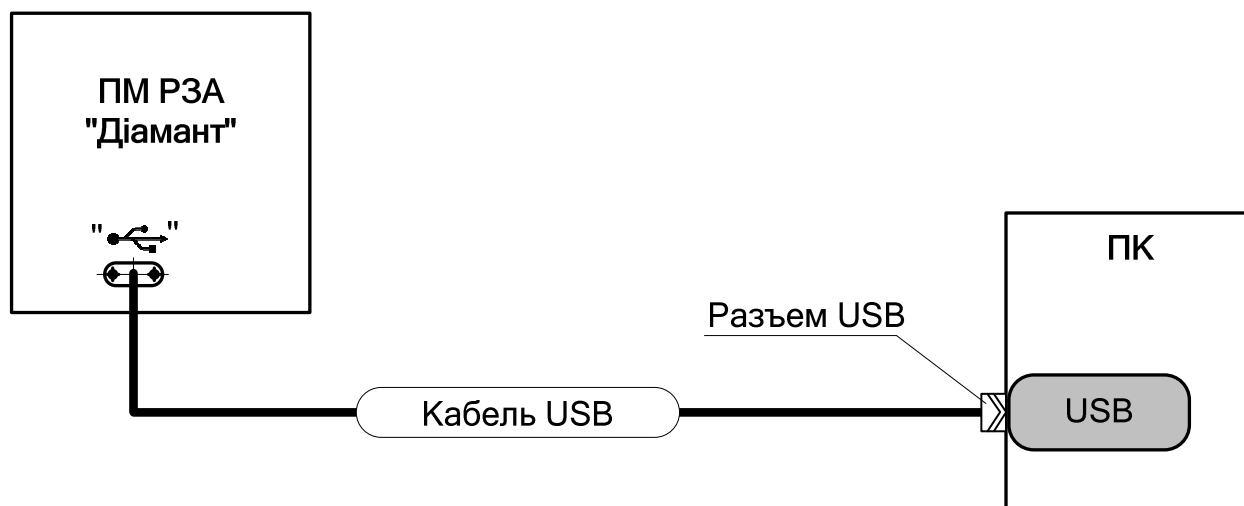 ПМ РЗА
"Діамант"
" "
ПК
Разъем USB
Кабель USB
USB